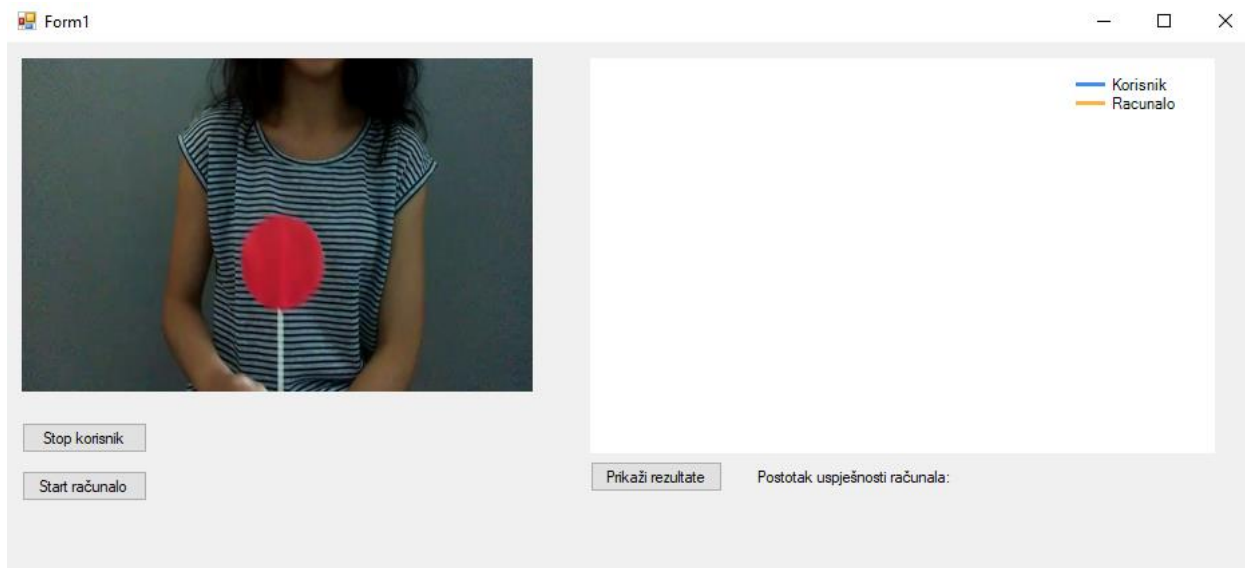 Form1
Korisnik
Racunalo
Stop korisnik
Start računalo
Prikaži rezultate
Postotak uspješnosti računala: